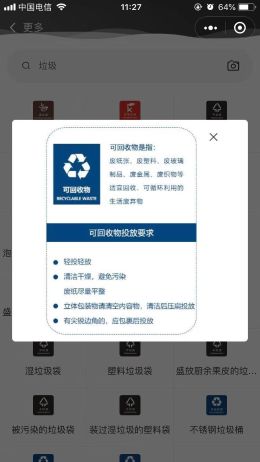 中国电信
11:27
64%
更多
垃圾
可回收物
RECYCLABLE WASTE
可回收物是指:
废纸张、废塑料、废玻璃
制品、废金属、废织物等
适宜回收、可循环利用的
生活废弃物
可回收物投放要求
轻投轻放
清洁干燥,避免污染
废纸尽量平整
立体包装物请清空内容物,清洁后压扁投放
有尖锐边角的,应包裹后投放
湿垃圾袋
塑料垃圾袋
盛放厨余果皮的垃圾...
被污染的垃圾袋
装过湿垃圾的塑料袋
不锈钢垃圾桶